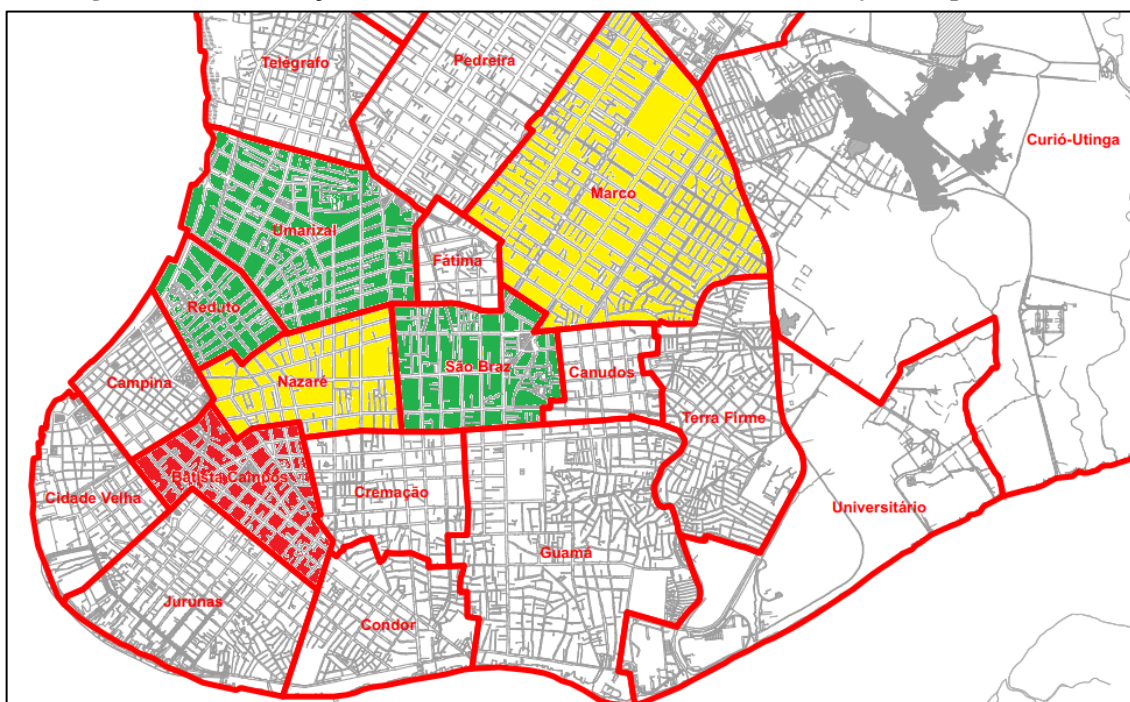 Telégrafo
Pedreira
Curió-Utinga
Marco
Umarizal
Fátima
Reduto
São Braz
Canudos
Campina
Nazaré
Terra Firme
Batista Campos
Cremação
Cidade Velha
Universitário
Guamá
Jurunas
Condor